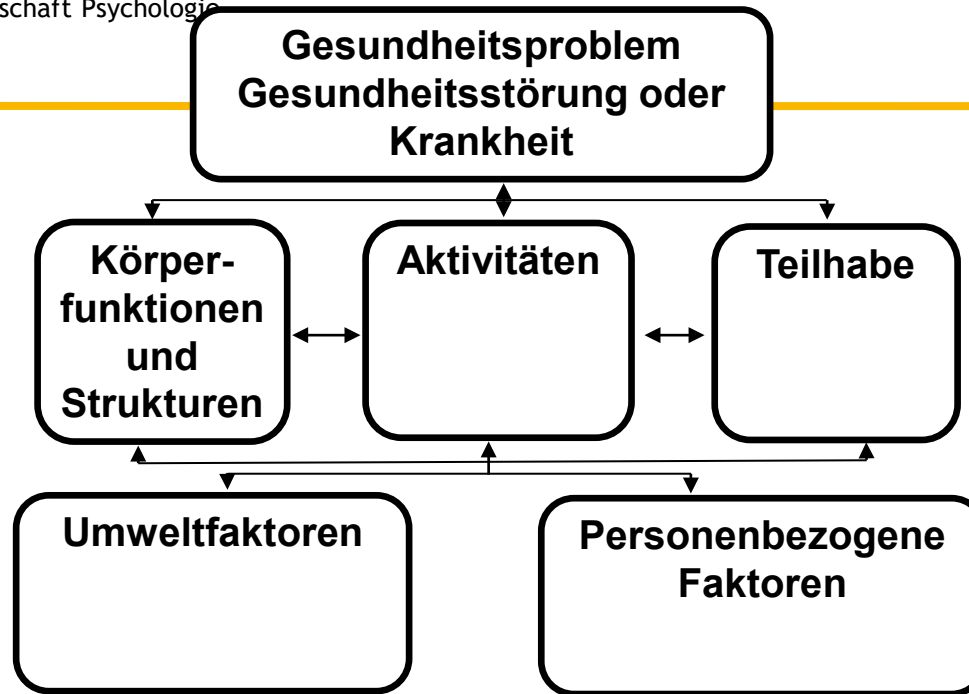 schaft Psychologie
Gesundheitsproblem
Gesundheitsstörung oder
Krankheit
Körper-
funktionen
und
Strukturen
Aktivitäten
Teilhabe
Umweltfaktoren
Personenbezogene
Faktoren